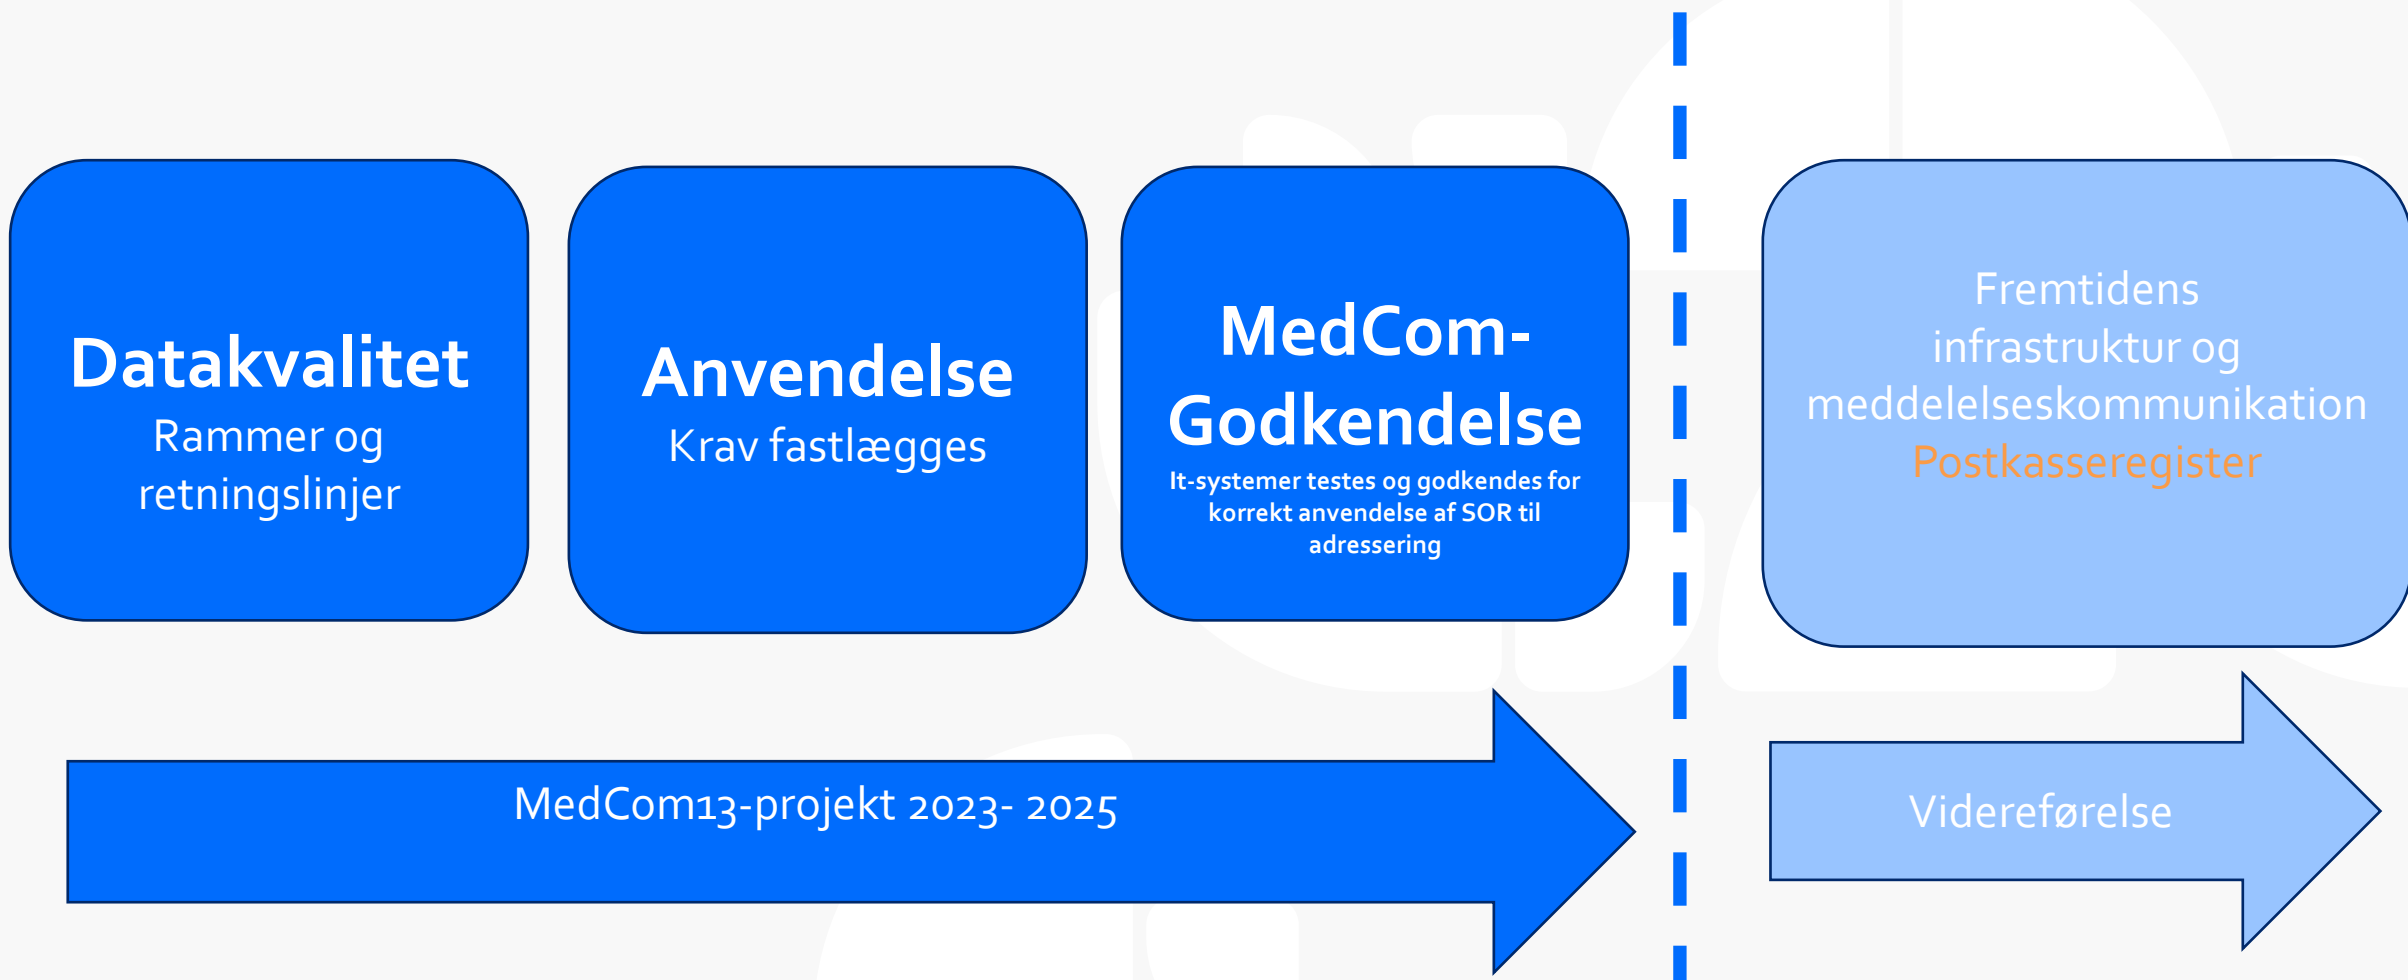 Datakvalitet
Rammer og
retningslinjer
Anvendelse
Krav fastlægges
MedCom-
Godkendelse
It-systemer testes og godkendes for
korrekt anvendelse af SOR til
adressering
Fremtidens
infrastruktur og
meddelelseskommunikation
Postkasseregister
MedCom13-projekt 2023- 2025
Videreførelse